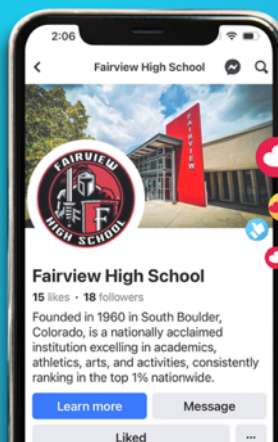 2:06
Fairview High School
FAIRVIEW
FAIRVIEW
F
HIGH SCHOOL
Fairview High School
15 likes • 18 followers
Founded in 1960 in South Boulder,
Colorado, is a nationally acclaimed
institution excelling in academics,
athletics, arts, and activities, consistently
ranking in the top 1% nationwide.
Learn more
Message
Liked
...